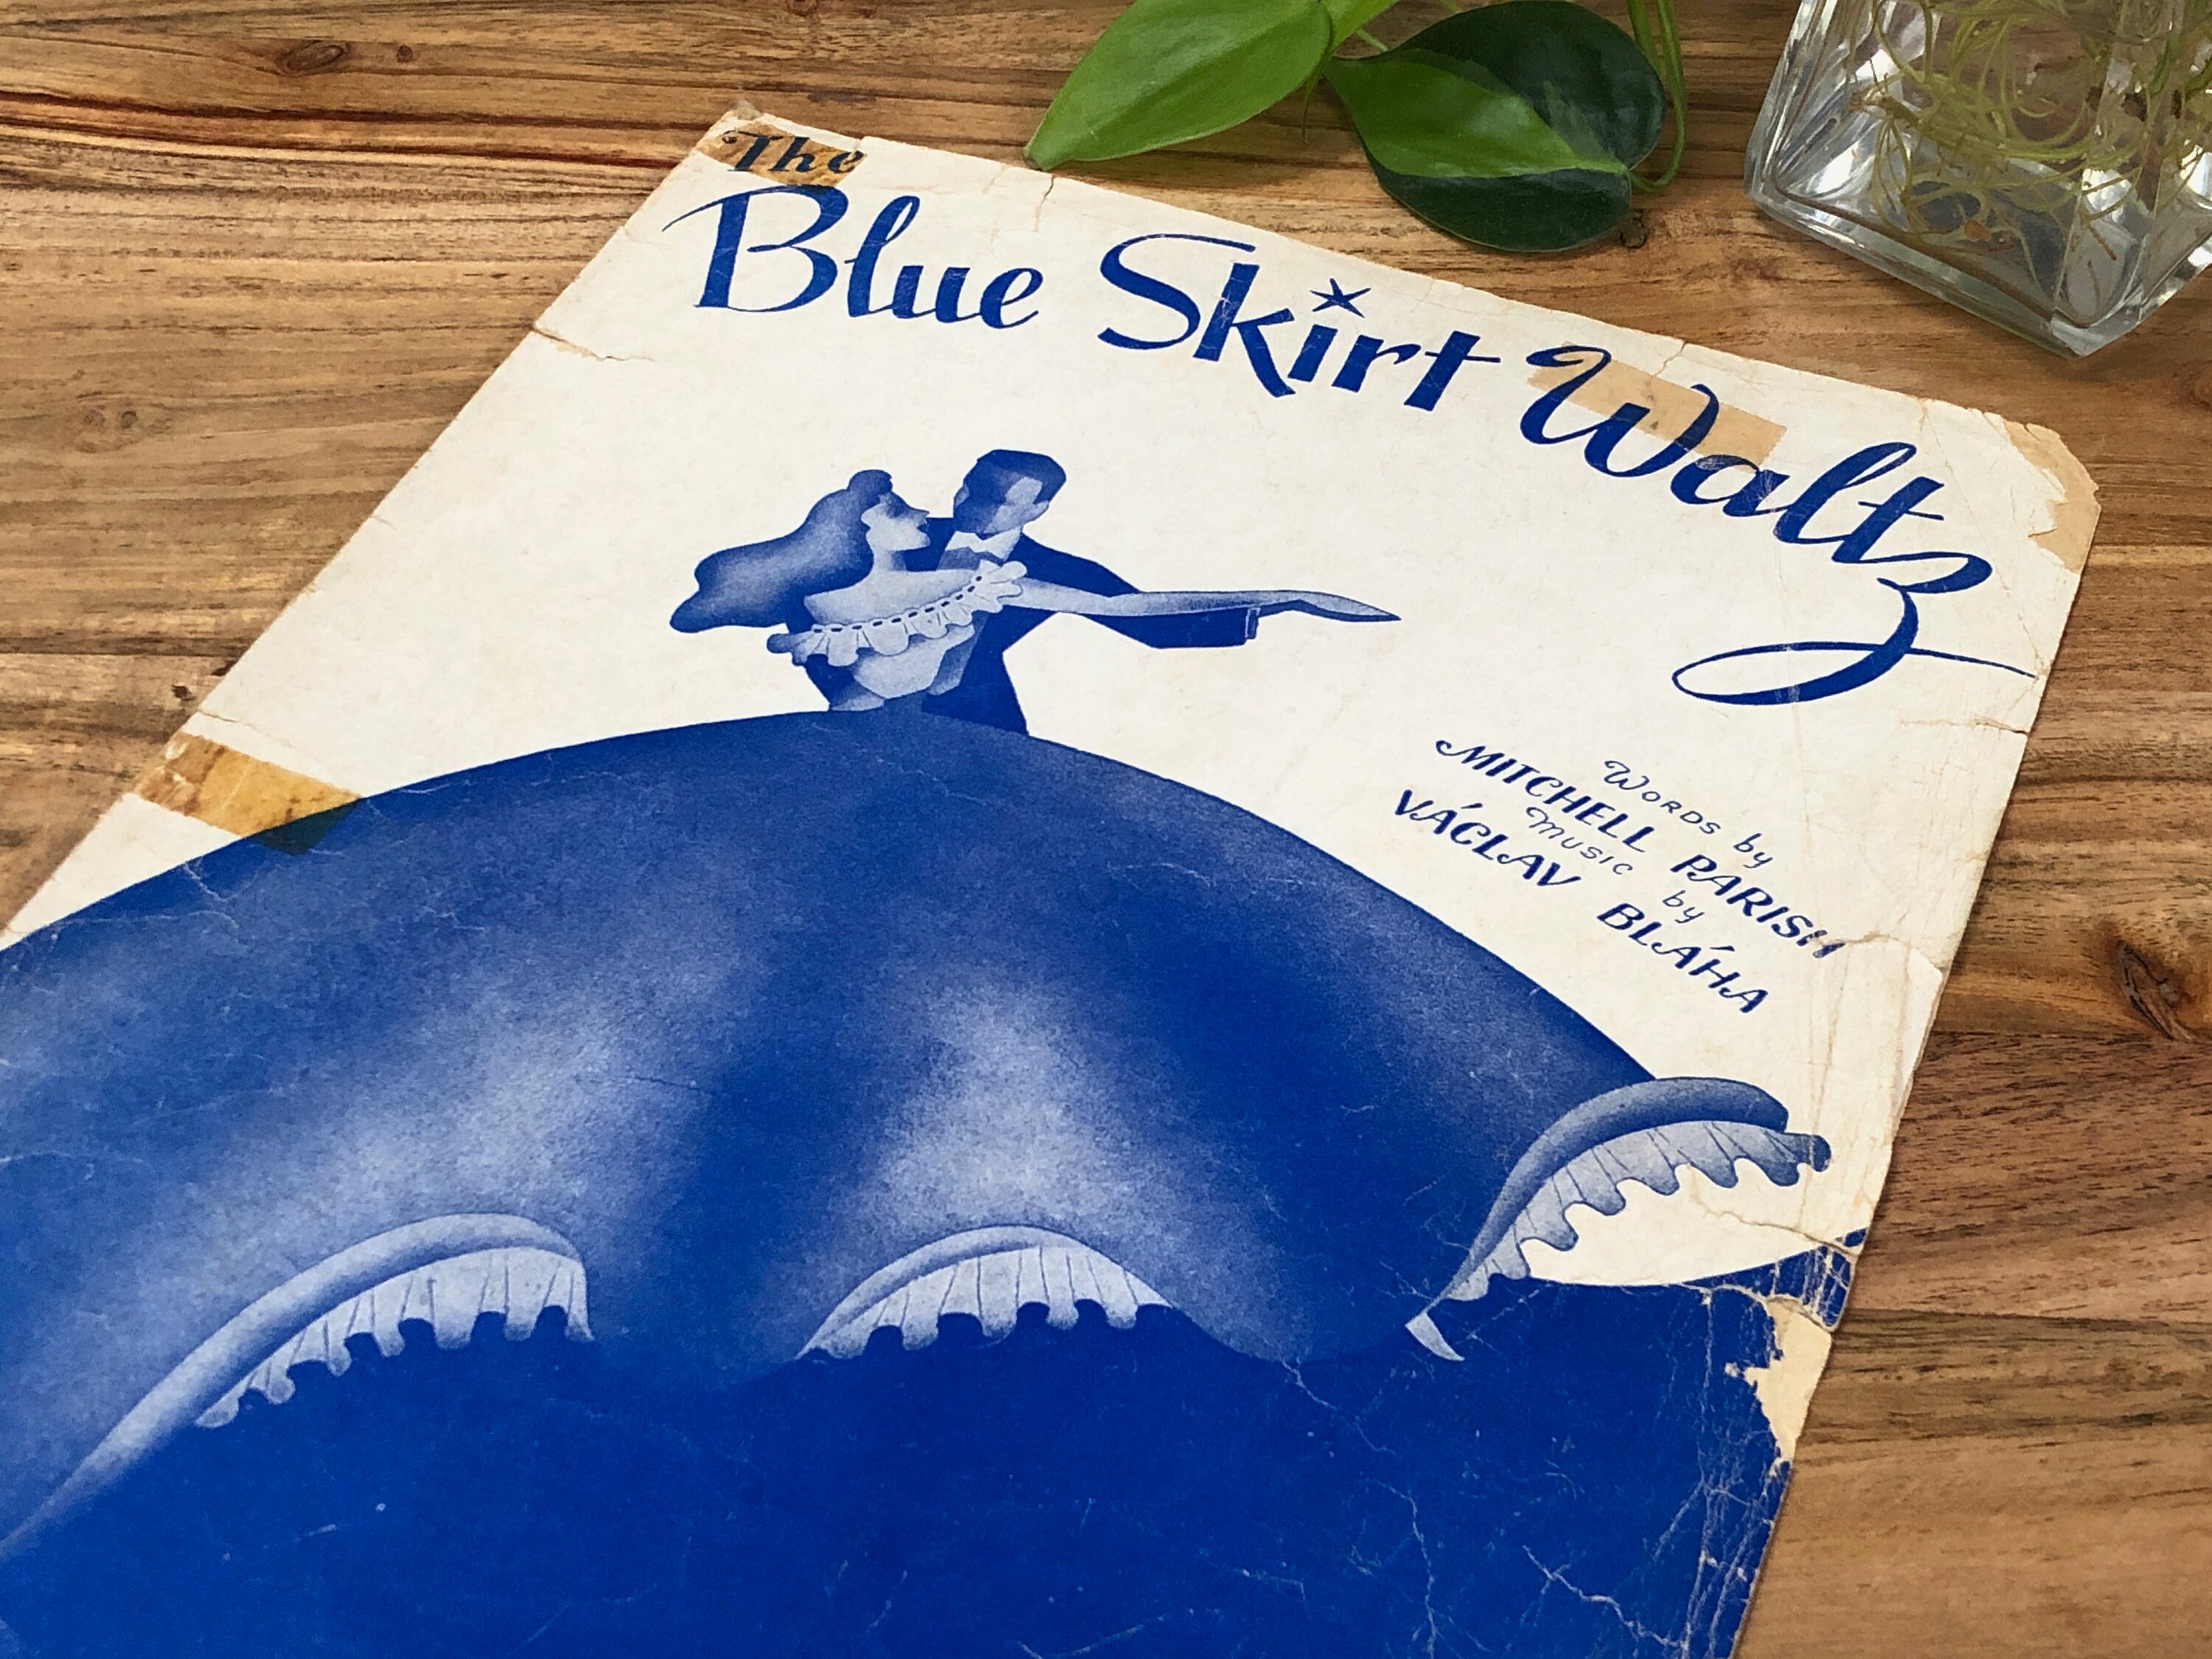 The
Blue Skirt Waltz
Words by
MITCHELL PARISH
Music by
VÁCLAV BLÁHA